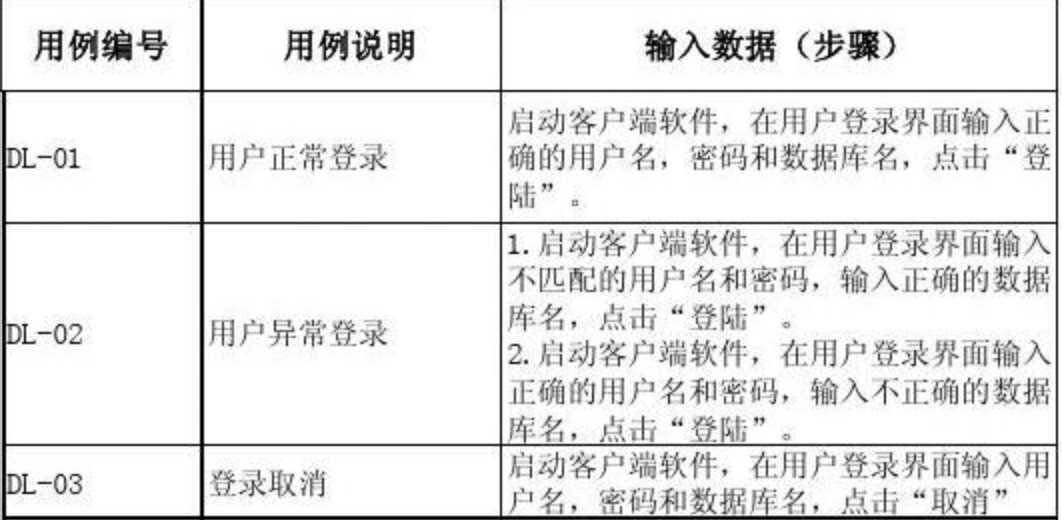 用例编号 用例说明 输入数据（步骤）
DL-01 用户正常登录 启动客户端软件，在用户登录界面输入正
确的用户名，密码和数据库名，点击“登
陆”。
DL-02 用户异常登录 1.启动客户端软件，在用户登录界面输入
不匹配的用户名和密码，输入正确的数据
库名，点击“登陆”。
2.启动客户端软件，在用户登录界面输入
正确的用户名和密码，输入不正确的数据
库名，点击“登陆”。
DL-03 登录取消 启动客户端软件，在用户登录界面输入用
户名，密码和数据库名，点击“取消”